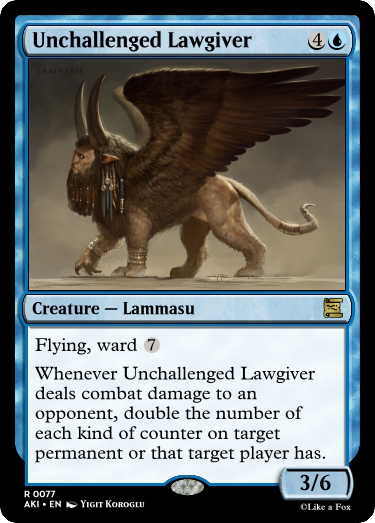 Unchallenged Lawgiver 4
LAMMASU
Creature — Lammasu
Flying, ward 7
Whenever Unchallenged Lawgiver
deals combat damage to an
opponent, double the number of
each kind of counter on target
permanent or that target player has.
3/6
R 0077
AKI • EN Yigit Koroglu
©Like a Fox